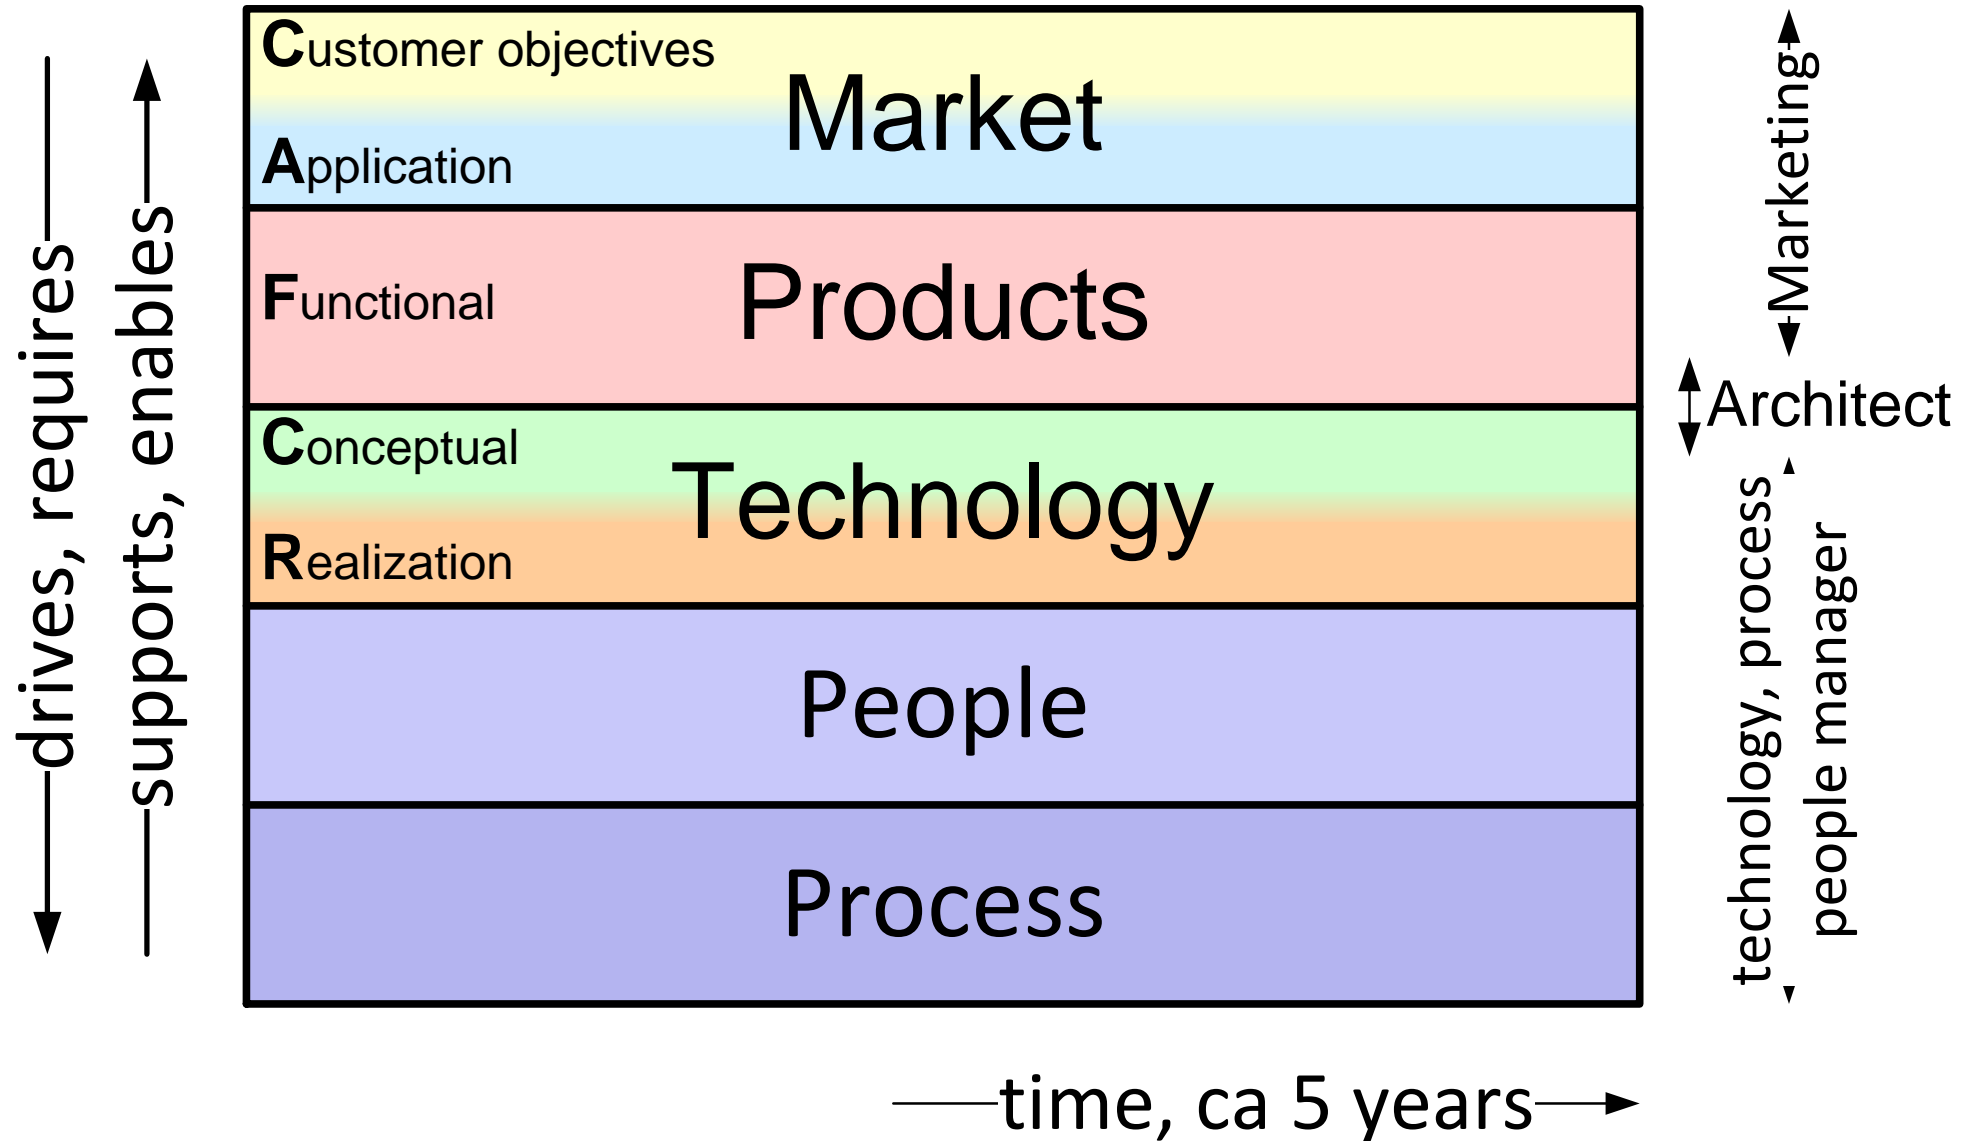 Customer objectives
Market
Application
Functional
Products
Conceptual
Technology
Realization
People
Process
drives, requires
supports, enables
Marketing
Architect
technology, process
people manager
time, ca 5 years